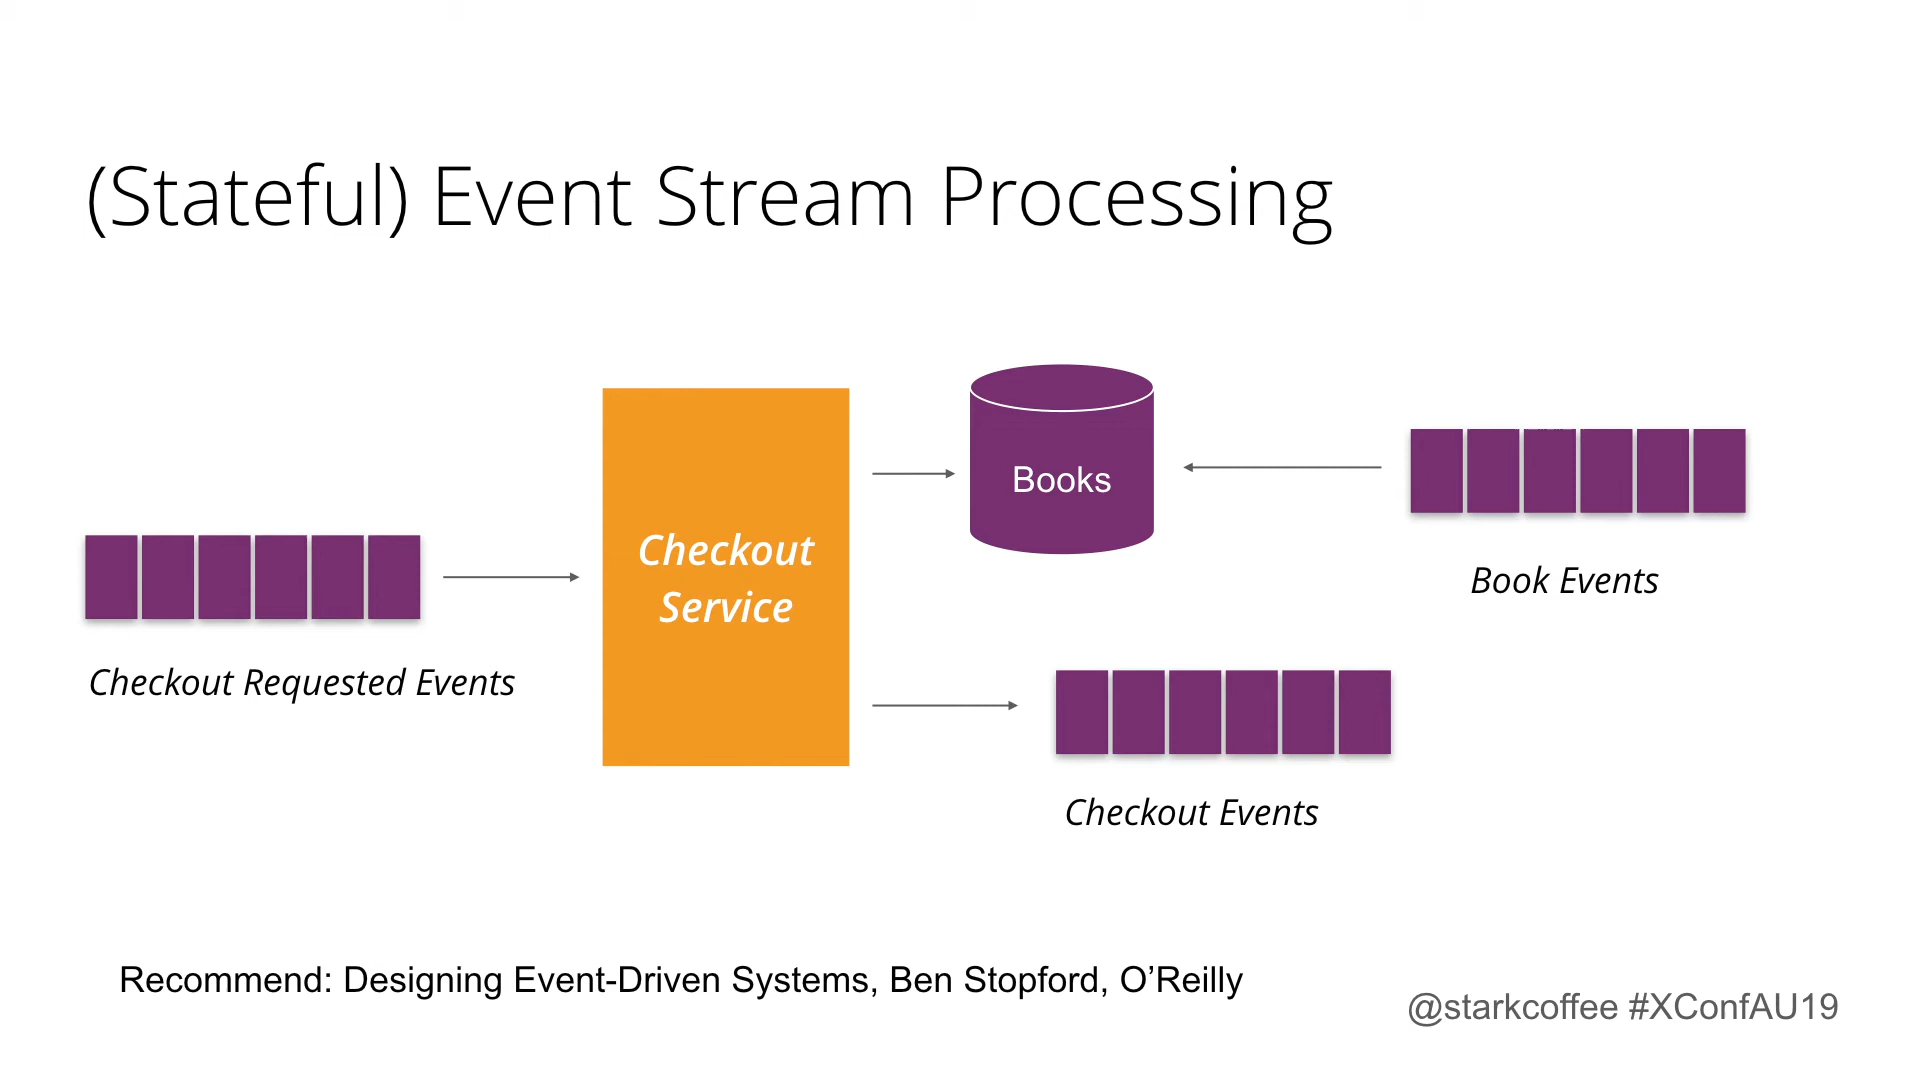 (Stateful) Event Stream Processing
Books
Checkout
Service
Book Events
Checkout Requested Events
Checkout Events
Recommend: Designing Event-Driven Systems, Ben Stopford, O’Reilly
@starkcoffee #XConfAU19